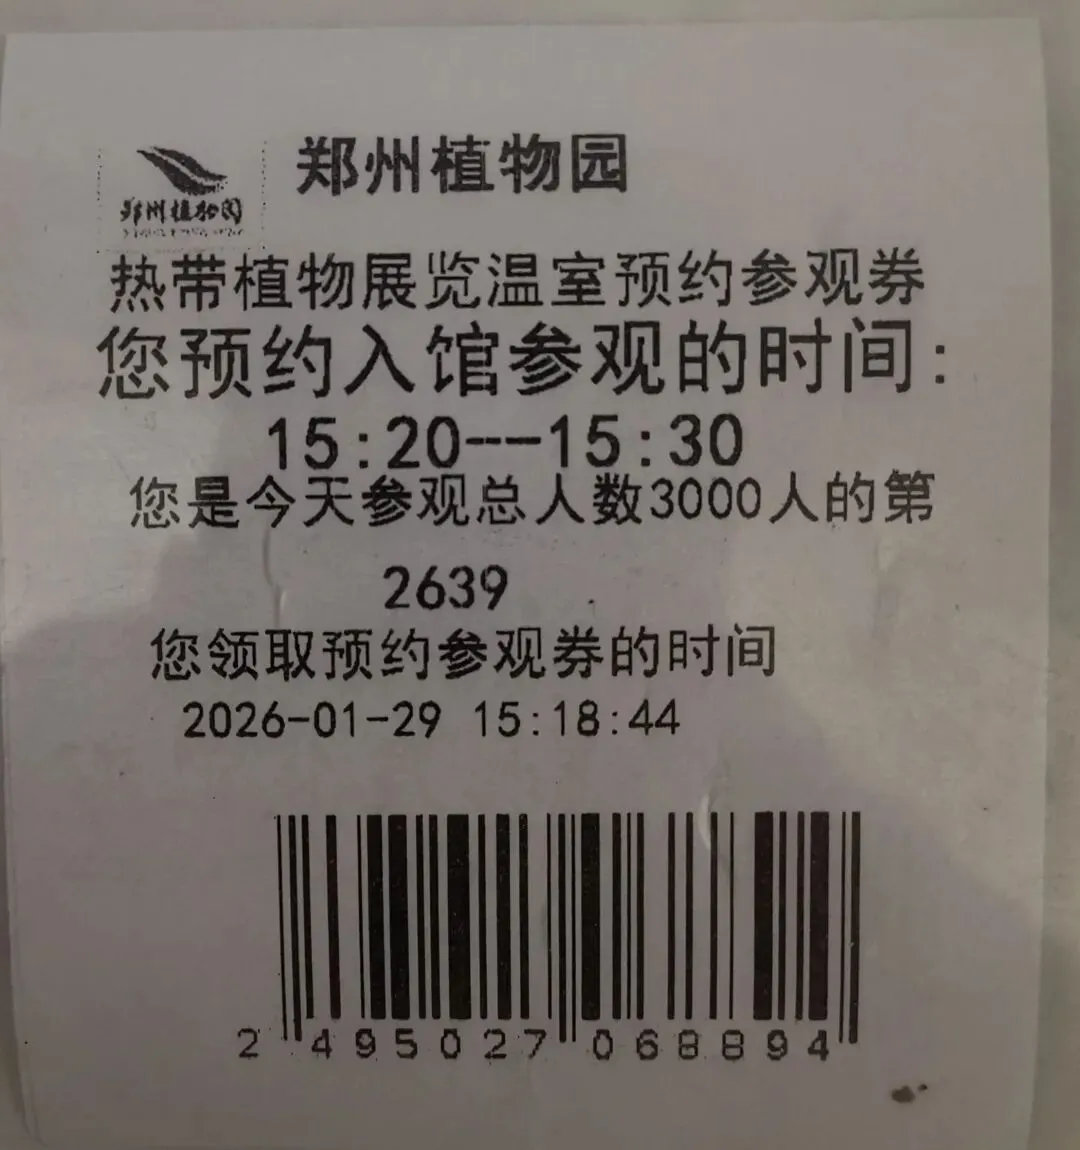 郑州植物园
郑州植物园
热带植物展览温室预约参观券
您预约入馆参观的时间:
15:20——15:30
您是今天参观总人数3000人的第
2639
您领取预约参观券的时间
2026-01-29 15:18:44
2 495027 068894